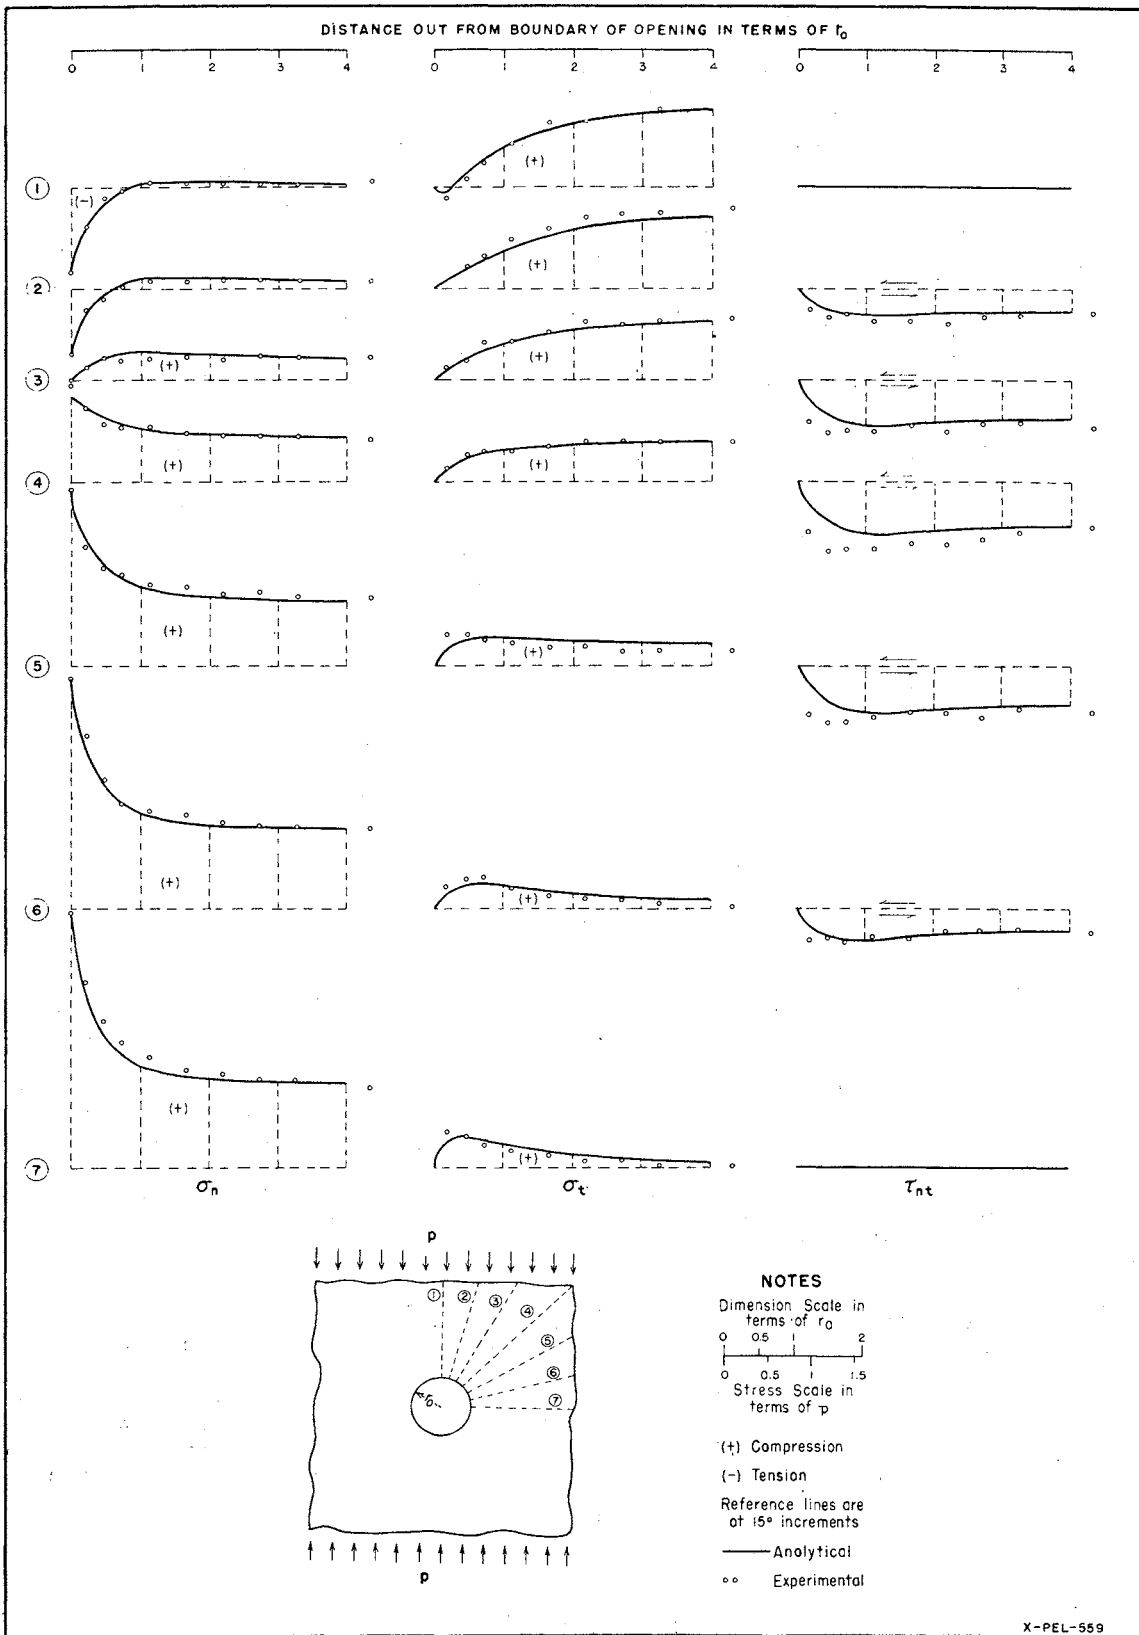 DISTANCE OUT FROM BOUNDARY OF OPENING IN TERMS OF r₀
0 1 2 3 4 0 1 2 3 4 0 1 2 3 4
(+)
1 (-)
(+)
2
(+) (+)
3
(+) (+)
4
(+) (+)
5
(+) (+)
6
(+) (+)
7
σₙ σₜ τₙₜ
p
1 2 3 4 5 6 7
r₀
p
NOTES
Dimension Scale in
terms of r₀
0 0.5 1 2
0 0.5 1 1.5
Stress Scale in
terms of p
(+) Compression
(-) Tension
Reference lines are
at 15° increments
Analytical
Experimental
X-PEL-559